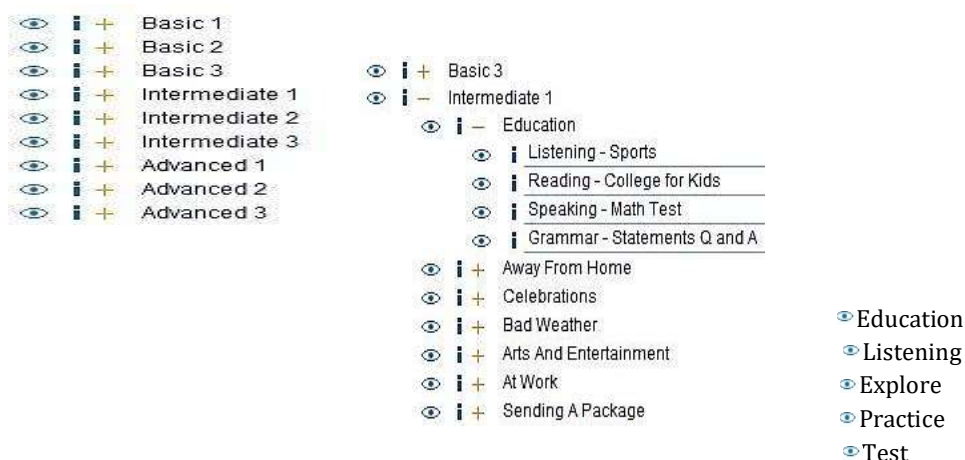 Basic 1
Basic 2
Basic 3
Intermediate 1
Intermediate 2
Intermediate 3
Advanced 1
Advanced 2
Advanced 3
Basic 3
Intermediate 1
Education
Listening - Sports
Reading - College for Kids
Speaking - Math Test
Grammar - Statements Q and A
Away From Home
Celebrations
Bad Weather
Arts And Entertainment
At Work
Sending A Package
Education
Listening
Explore
Practice
Test